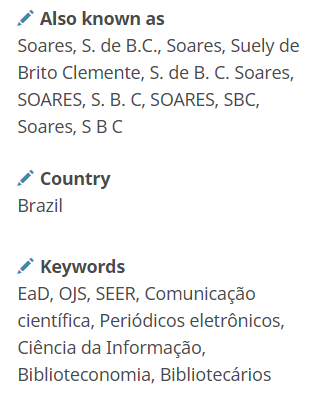 Also known as
Soares, S. de B.C., Soares, Suely de
Brito Clemente, S. de B. C. Soares,
SOARES, S. B. C, SOARES, SBC,
Soares, S B C
Country
Brazil
Keywords
EaD, OJS, SEER, Comunicação
científica, Periódicos eletrônicos,
Ciência da Informação,
Biblioteconomia, Bibliotecários